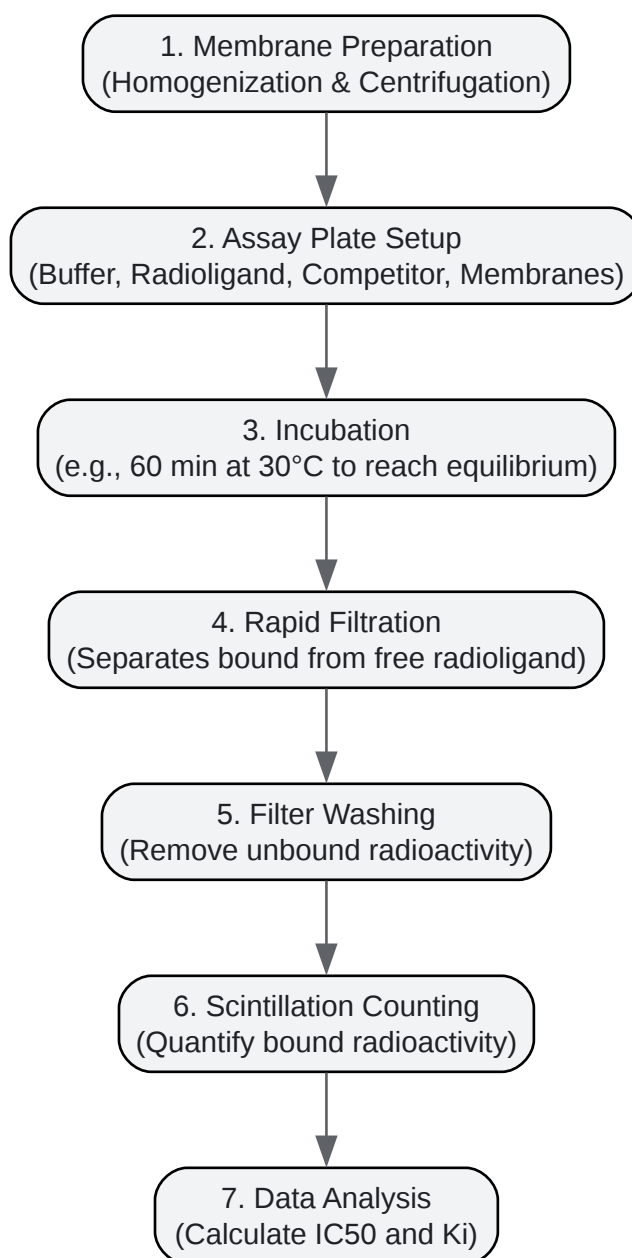 1. Membrane Preparation
(Homogenization & Centrifugation)
2. Assay Plate Setup
(Buffer, Radioligand, Competitor, Membranes)
3. Incubation
(e.g., 60 min at 30°C to reach equilibrium)
4. Rapid Filtration
(Separates bound from free radioligand)
5. Filter Washing
(Remove unbound radioactivity)
6. Scintillation Counting
(Quantify bound radioactivity)
7. Data Analysis
(Calculate IC50 and Ki)